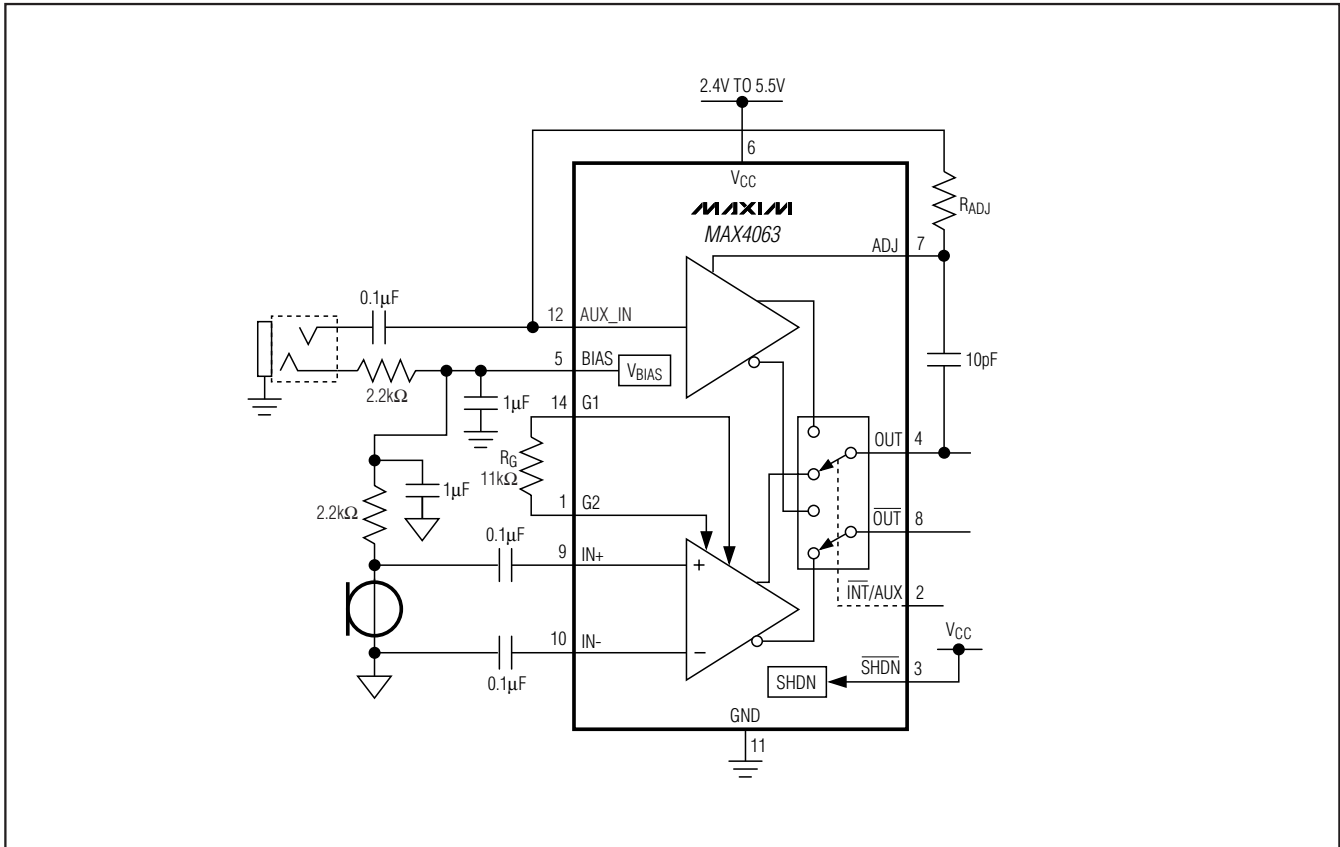 2.4V TO 5.5V
6
VCC
MAXIM
MAX4063
RADJ
ADJ 7
0.1µF
12 AUX_IN
5 BIAS
VBIAS
10pF
2.2kΩ
1µF
14 G1
OUT 4
RG
11kΩ
1µF
1 G2
2.2kΩ
OUT 8
0.1µF
9 IN+
+
INT/AUX 2
10 IN-
−
VCC
SHDN 3
0.1µF
SHDN
GND
11